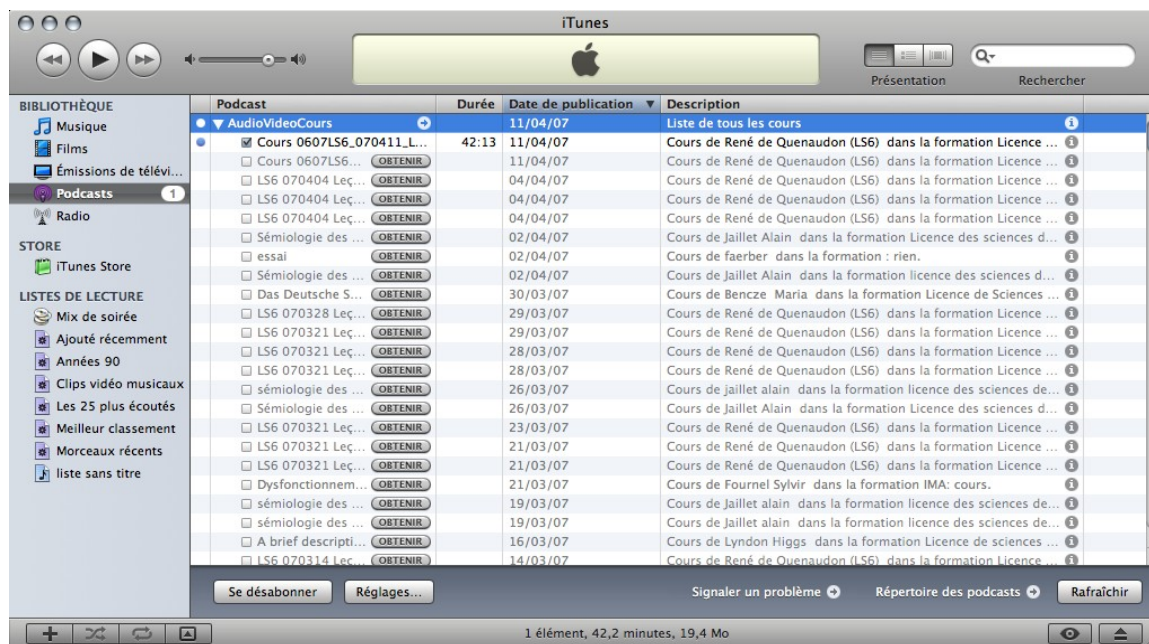 iTunes
Présentation Rechercher
BIBLIOTHÈQUE
Musique
Films
Émissions de télévi...
Podcasts 1
Radio
STORE
iTunes Store
LISTES DE LECTURE
Mix de soirée
Ajouté récemment
Années 90
Clips vidéo musicaux
Les 25 plus écoutés
Meilleur classement
Morceaux récents
liste sans titre
Podcast Durée Date de publication Description
AudioVideoCours 11/04/07 Liste de tous les cours
Cours 0607LS6_070411_L... 42:13 11/04/07 Cours de René de Quenaudon (LS6) dans la formation Licence ...
Cours 0607LS6... OBTENIR 11/04/07 Cours de René de Quenaudon (LS6) dans la formation Licence ...
LS6 070404 Leç... OBTENIR 04/04/07 Cours de René de Quenaudon (LS6) dans la formation Licence ...
LS6 070404 Leç... OBTENIR 04/04/07 Cours de René de Quenaudon (LS6) dans la formation Licence ...
LS6 070404 Leç... OBTENIR 04/04/07 Cours de René de Quenaudon (LS6) dans la formation Licence ...
Sémiologie des ... OBTENIR 02/04/07 Cours de Jaillet Alain dans la formation Licence des sciences d...
essai OBTENIR 02/04/07 Cours de faerber dans la formation : rien.
Sémiologie des ... OBTENIR 02/04/07 Cours de Jaillet Alain dans la formation licence des sciences d...
Das Deutsche S... OBTENIR 30/03/07 Cours de Bencze Maria dans la formation Licence de Sciences ...
LS6 070328 Leç... OBTENIR 29/03/07 Cours de René de Quenaudon (LS6) dans la formation Licence ...
LS6 070321 Leç... OBTENIR 29/03/07 Cours de René de Quenaudon (LS6) dans la formation Licence ...
LS6 070321 Leç... OBTENIR 28/03/07 Cours de René de Quenaudon (LS6) dans la formation Licence ...
LS6 070321 Leç... OBTENIR 28/03/07 Cours de René de Quenaudon (LS6) dans la formation Licence ...
sémiologie des ... OBTENIR 26/03/07 Cours de jaillet alain dans la formation licence des sciences de...
Sémiologie des ... OBTENIR 26/03/07 Cours de Jaillet Alain dans la formation Licence des sciences d...
LS6 070321 Leç... OBTENIR 23/03/07 Cours de René de Quenaudon (LS6) dans la formation Licence ...
LS6 070321 Leç... OBTENIR 21/03/07 Cours de René de Quenaudon (LS6) dans la formation Licence ...
LS6 070321 Leç... OBTENIR 21/03/07 Cours de René de Quenaudon (LS6) dans la formation Licence ...
Dysfonctionnem... OBTENIR 21/03/07 Cours de Fournel Sylvir dans la formation IMA: cours.
sémiologie des ... OBTENIR 19/03/07 Cours de Jaillet alain dans la formation licence des sciences de...
sémiologie des ... OBTENIR 19/03/07 Cours de Jaillet alain dans la formation licence des sciences de...
A brief descripti... OBTENIR 16/03/07 Cours de Lyndon Higgs dans la formation Licence de sciences ...
LS6 070314 Leç... OBTENIR 14/03/07 Cours de René de Quenaudon (LS6) dans la formation Licence ...
Se désabonner Réglages... Signaler un problème Répertoire des podcasts Rafraîchir
1 élément, 42,2 minutes, 19,4 Mo